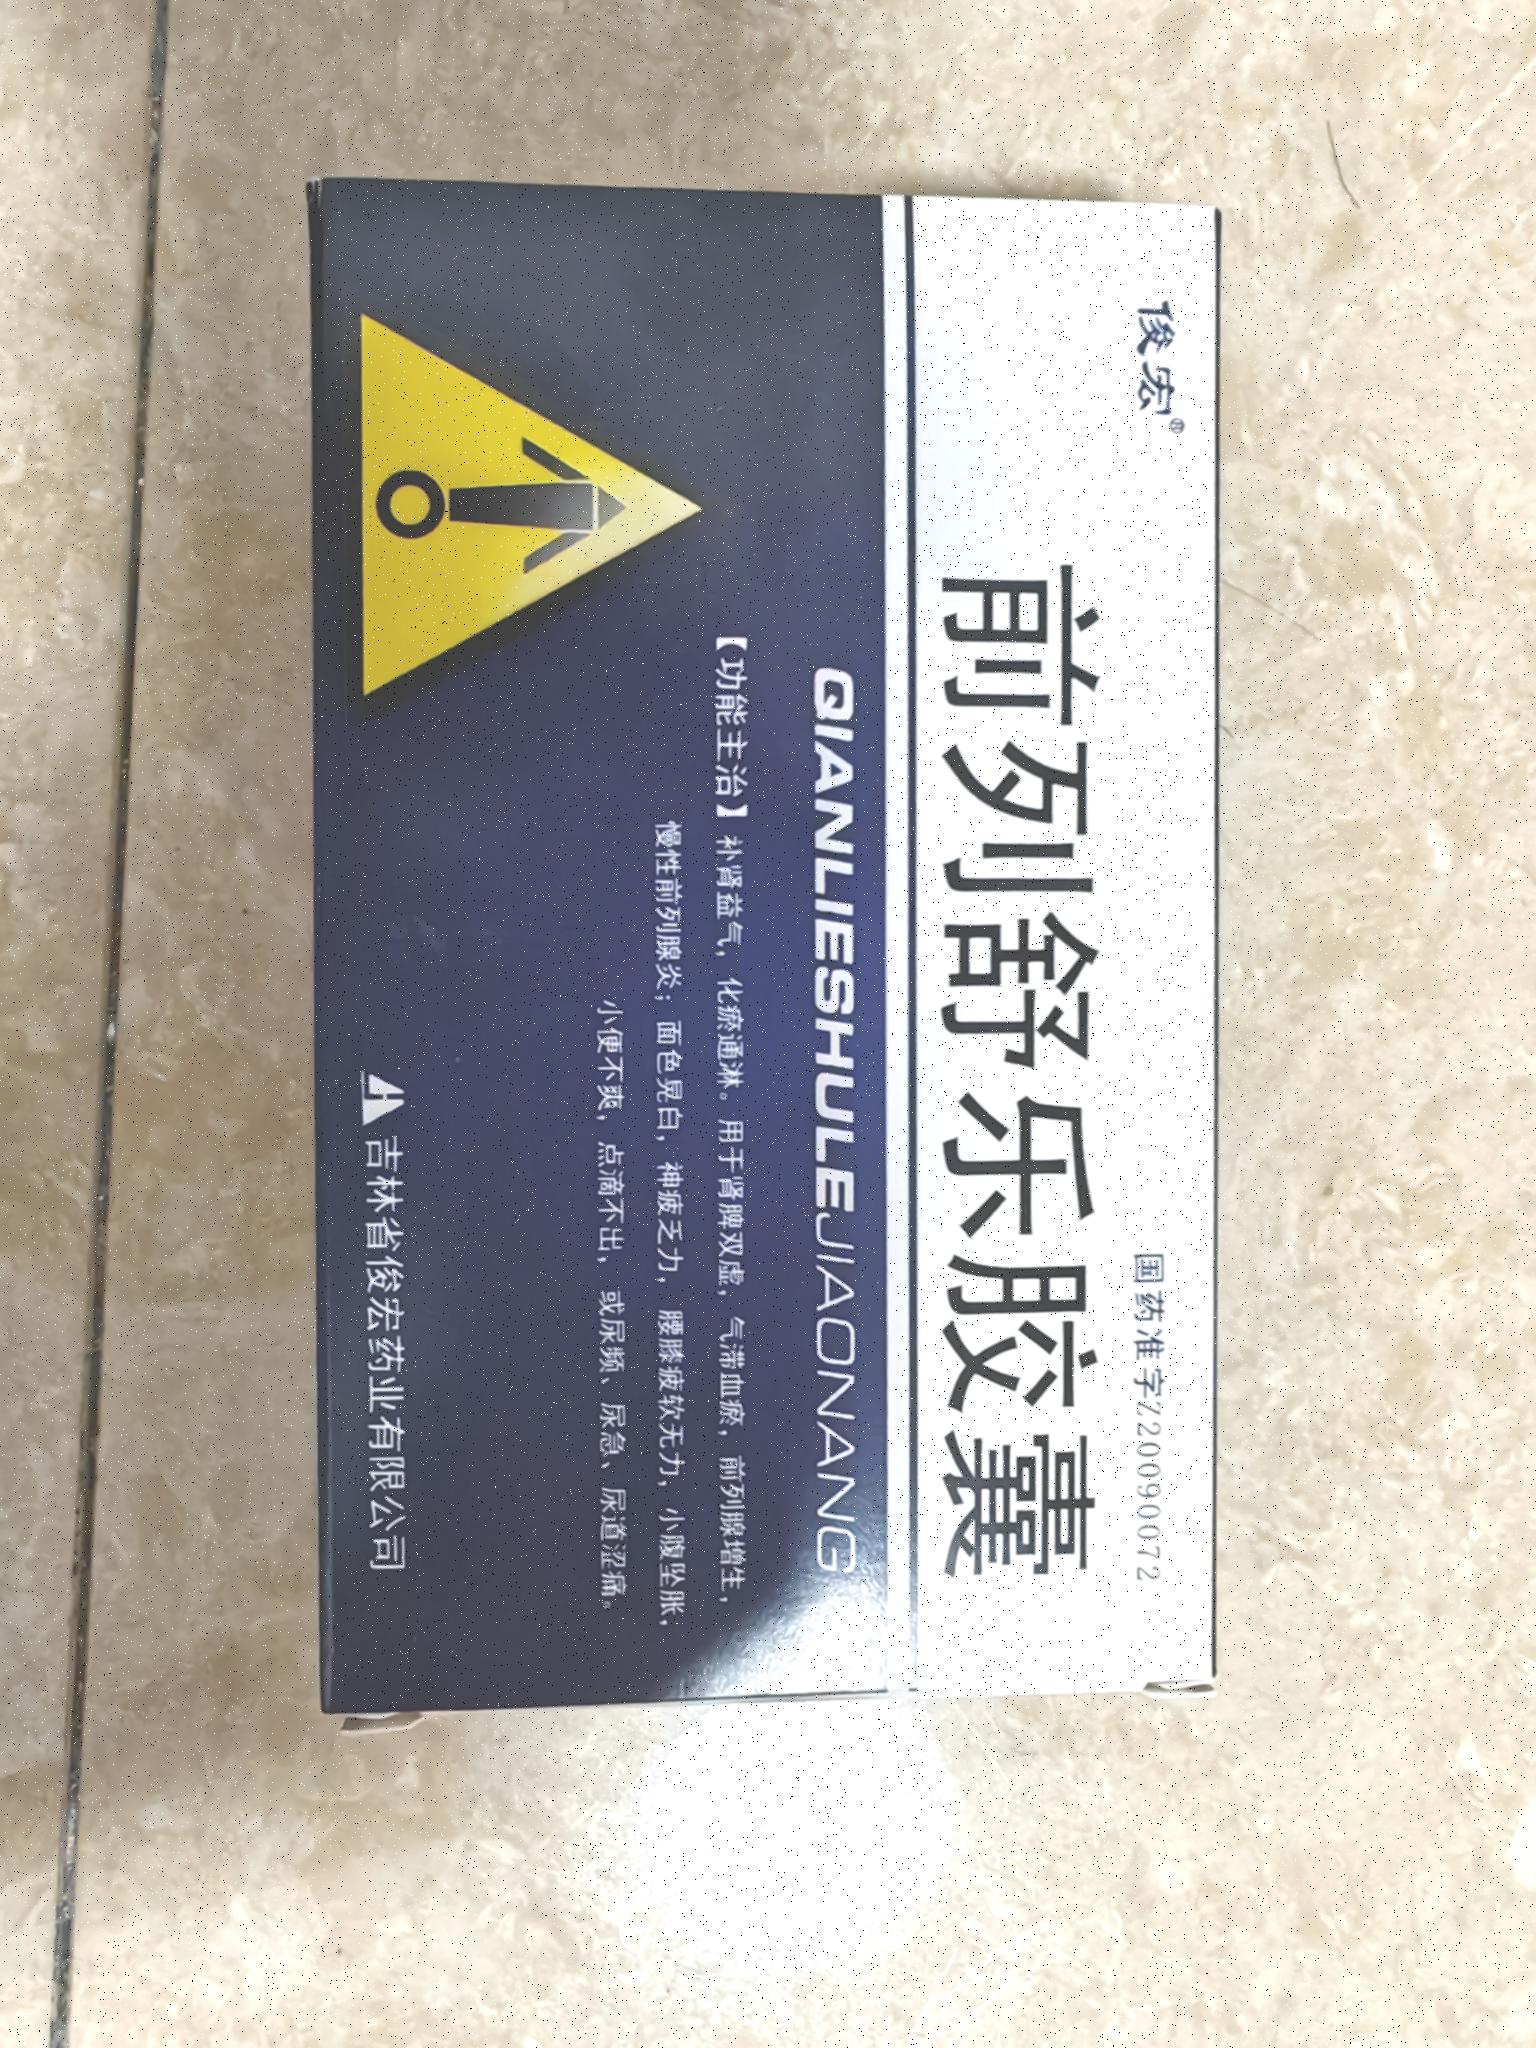 俊宏®
国药准字Z20090072
前列舒乐胶囊
QIANLIESHULEJIAONANG
【功能主治】补肾益气，化瘀通淋。用于肾脾双虚，气滞血瘀，前列腺增生，
慢性前列腺炎；面色晃白，神疲乏力，腰膝疲软无力，小腹坠胀，
小便不爽，点滴不出，或尿频、尿急、尿道涩痛。
吉林省俊宏药业有限公司